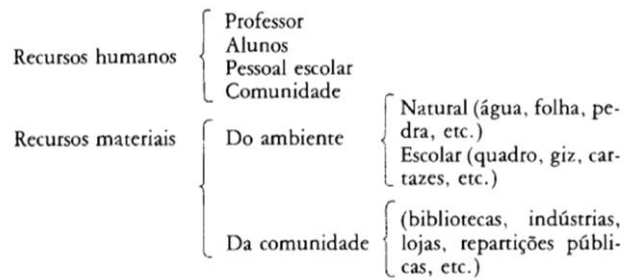 Recursos humanos
Professor
Alunos
Pessoal escolar
Comunidade
Recursos materiais
Do ambiente
Natural (água, folha, pe-
dra, etc.)
Escolar (quadro, giz, car-
tazes, etc.)
Da comunidade
(bibliotecas, indústrias,
lojas, repartições públi-
cas, etc.)